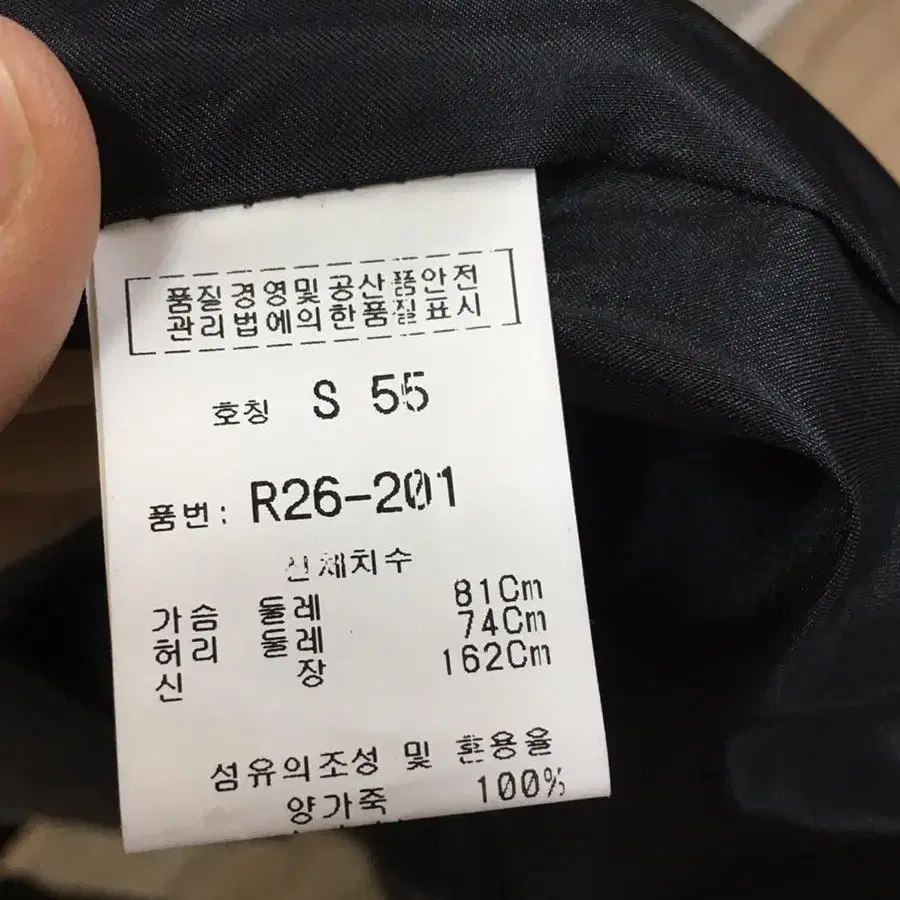 품질경영및공산품안전
관리법에의한품질표시
호칭 S 55
품번: R26-201
신체치수
가슴 둘레 81Cm
허리 둘레 74Cm
신 장 162Cm
섬유의조성 및 혼용율
양가죽 100%